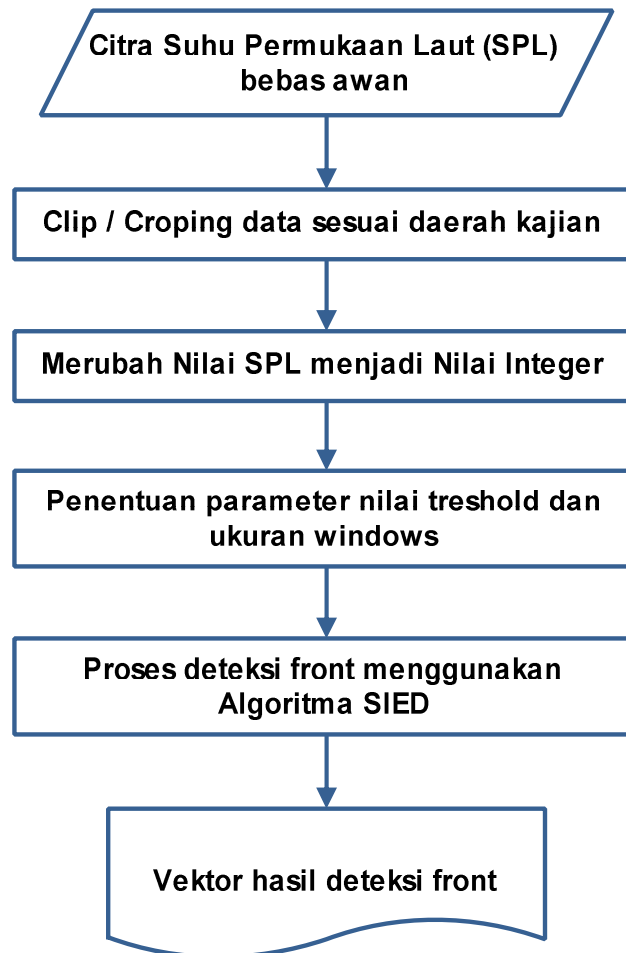 Citra Suhu Permukaan Laut (SPL)
bebas awan
Clip / Croping data sesuai daerah kajian
Merubah Nilai SPL menjadi Nilai Integer
Penentuan parameter nilai treshold dan
ukuran windows
Proses deteksi front menggunakan
Algoritma SIED
Vektor hasil deteksi front